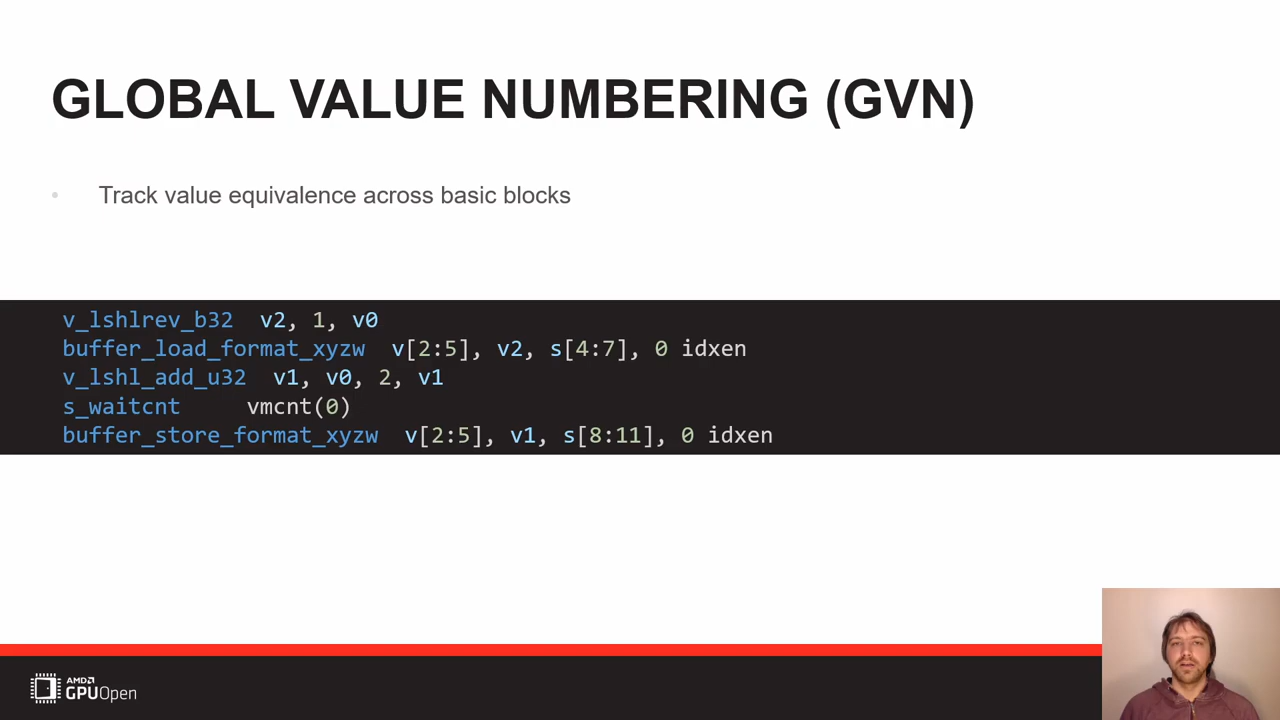 GLOBAL VALUE NUMBERING (GVN)
• Track value equivalence across basic blocks
v_lshlrev_b32  v2, 1, v0
buffer_load_format_xyzw  v[2:5], v2, s[4:7], 0 idxen
v_lshl_add_u32  v1, v0, 2, v1
s_waitcnt     vmcnt(0)
buffer_store_format_xyzw  v[2:5], v1, s[8:11], 0 idxen
AMD
GPUOpen